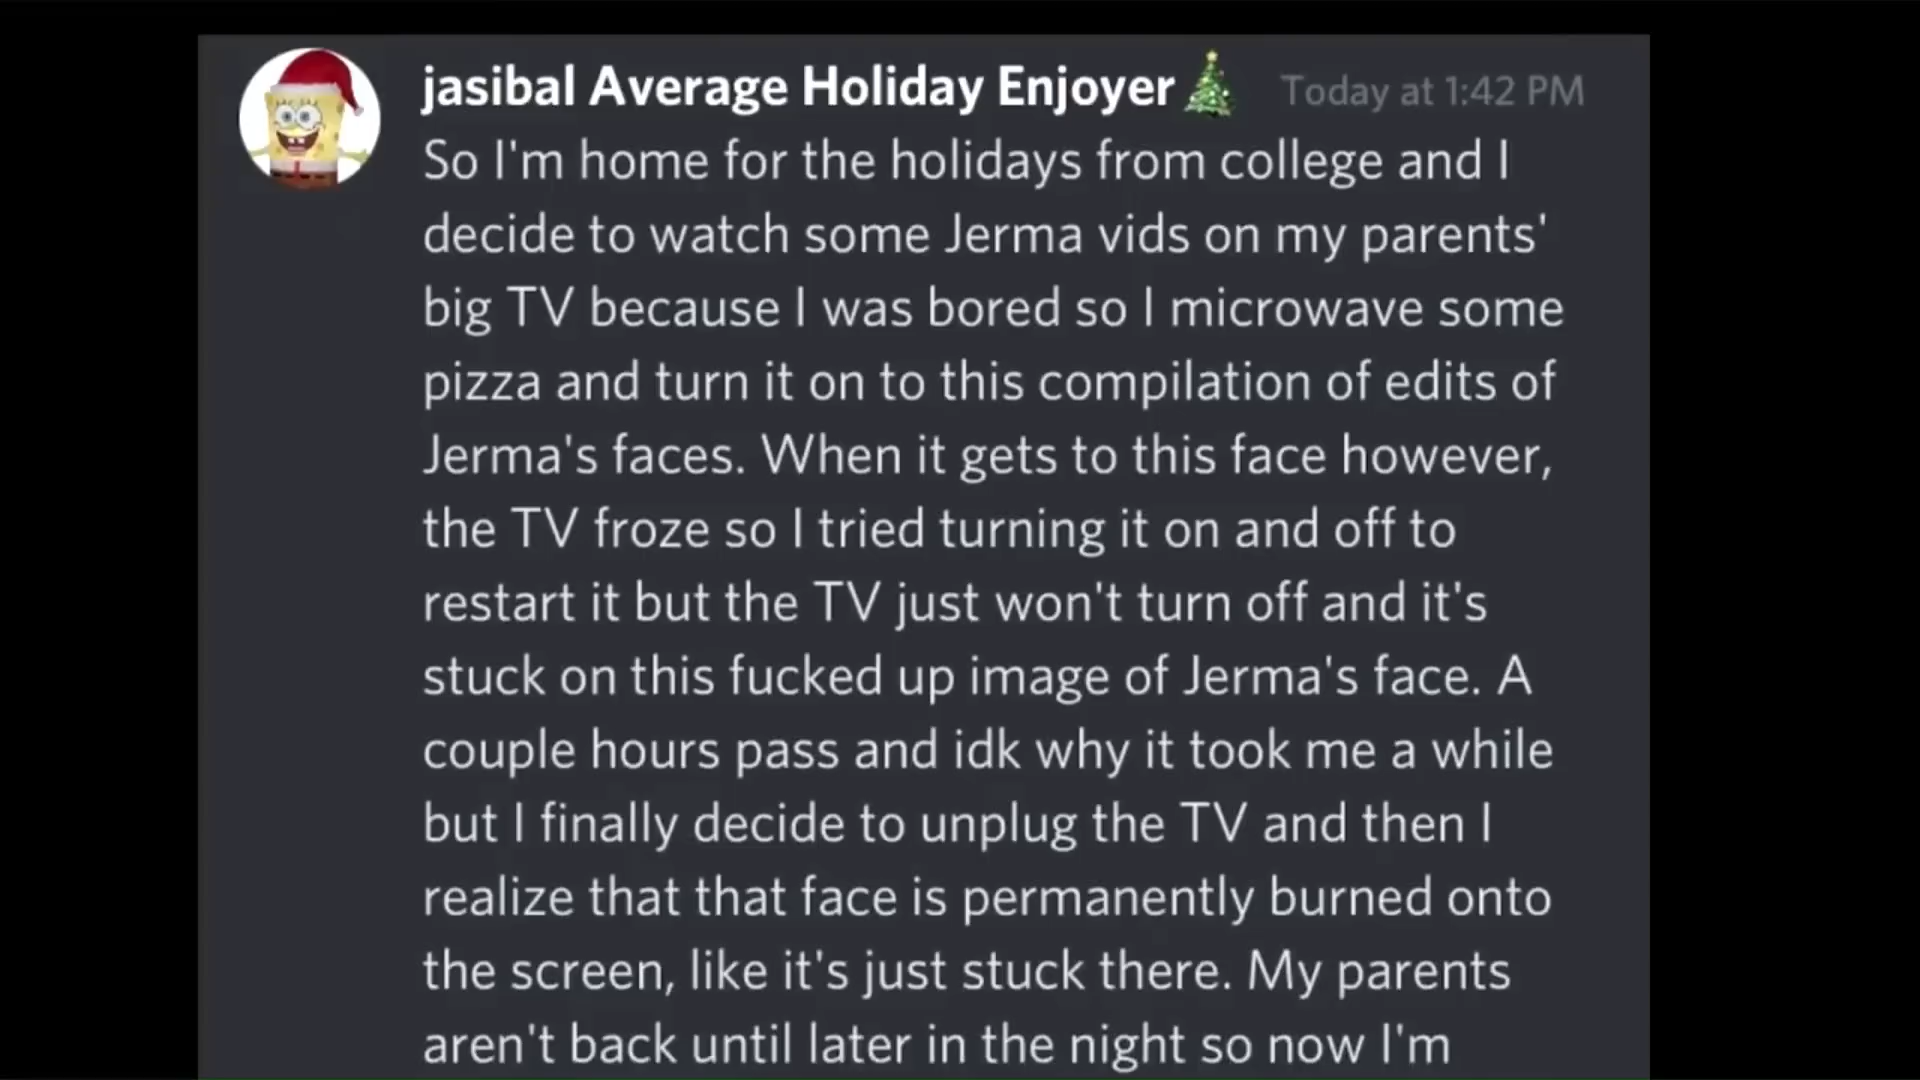 jasibal Average Holiday Enjoyer🎄 Today at 1:42 PM
So I'm home for the holidays from college and I
decide to watch some Jerma vids on my parents'
big TV because I was bored so I microwave some
pizza and turn it on to this compilation of edits of
Jerma's faces. When it gets to this face however,
the TV froze so I tried turning it on and off to
restart it but the TV just won't turn off and it's
stuck on this fucked up image of Jerma's face. A
couple hours pass and idk why it took me a while
but I finally decide to unplug the TV and then I
realize that that face is permanently burned onto
the screen, like it's just stuck there. My parents
aren't back until later in the night so now I'm